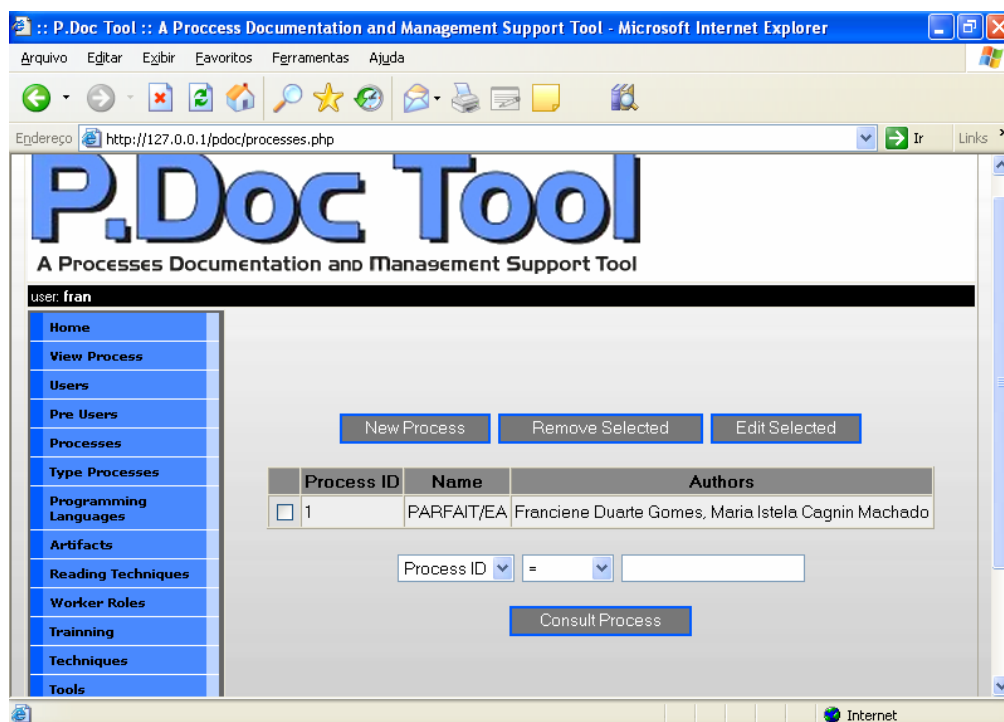 :: P.Doc Tool :: A Proccess Documentation and Management Support Tool - Microsoft Internet Explorer
Arquivo Editar Exibir Favoritos Ferramentas Ajuda
Endereço http://127.0.0.1/pdoc/processes.php Ir Links
P.Doc Tool
A Processes Documentation and Management Support Tool
user: fran
Home
View Process
Users
Pre Users
Processes
Type Processes
Programming
Languages
Artifacts
Reading Techniques
Worker Roles
Trainning
Techniques
Tools
New Process Remove Selected Edit Selected
Process ID Name Authors
1 PARFAIT/EA Franciene Duarte Gomes, Maria Istela Cagnin Machado
Process ID =
Consult Process
Internet